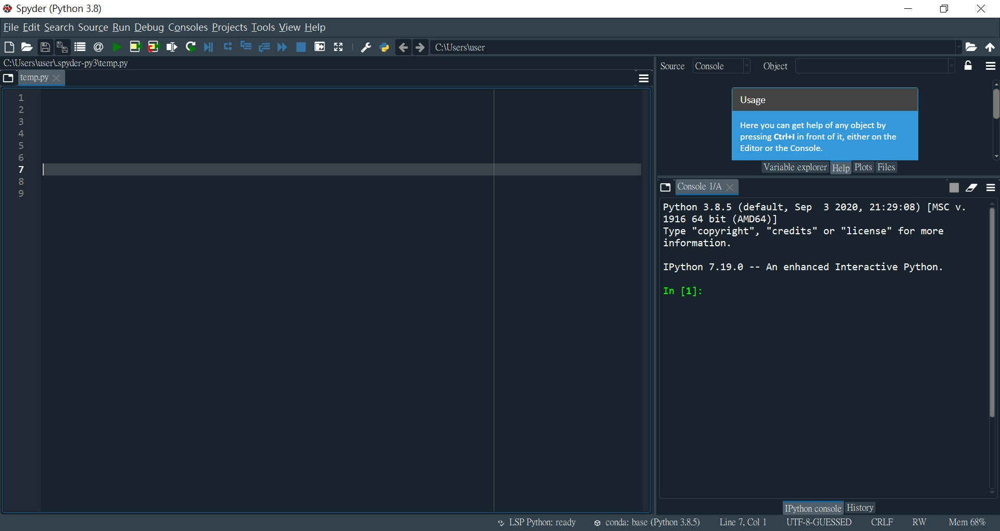 Spyder (Python 3.8)
File Edit Search Source Run Debug Consoles Projects Tools View Help
C:\Users\user
C:\Users\user\.spyder-py3\temp.py
temp.py
1
2
3
4
5
6
7
8
9
Source Console Object
Usage
Here you can get help of any object by
pressing Ctrl+I in front of it, either on the
Editor or the Console.
Variable explorer Help Plots Files
Console 1/A
Python 3.8.5 (default, Sep  3 2020, 21:29:08) [MSC v.
1916 64 bit (AMD64)]
Type "copyright", "credits" or "license" for more
information.
IPython 7.19.0 -- An enhanced Interactive Python.
In [1]:
IPython console History
LSP Python: ready conda: base (Python 3.8.5) Line 7, Col 1 UTF-8-GUESSED CRLF RW Mem 68%